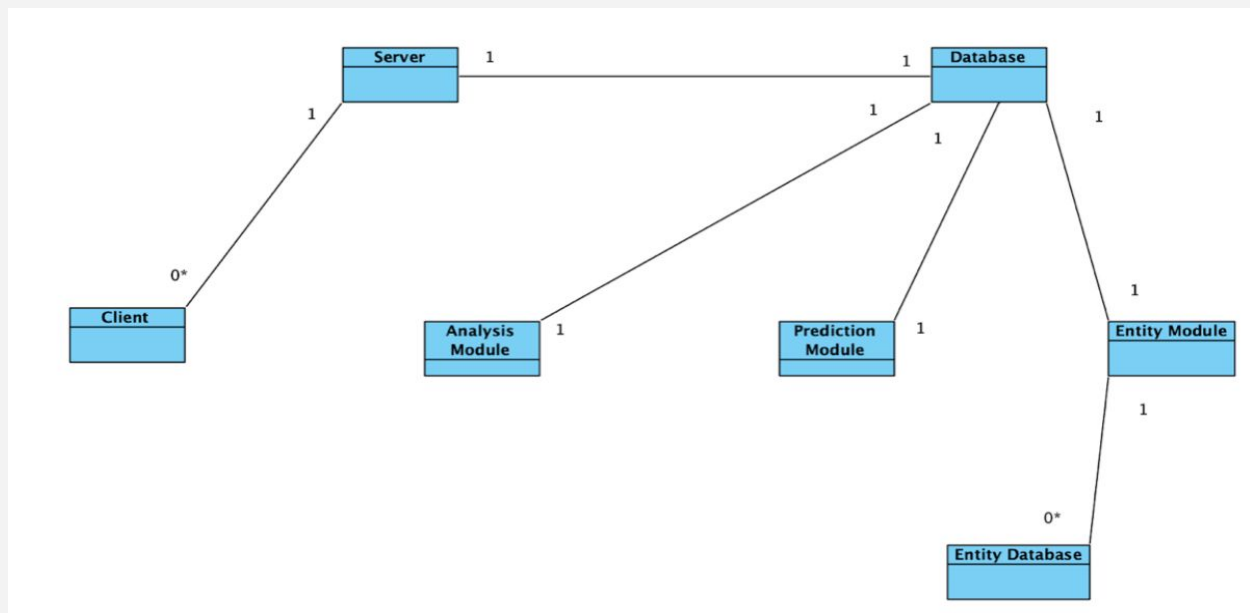 Server
1
1
Database
1
1
1
1
0*
1
Client
Analysis
Module
1
Prediction
Module
1
Entity Module
1
0*
Entity Database